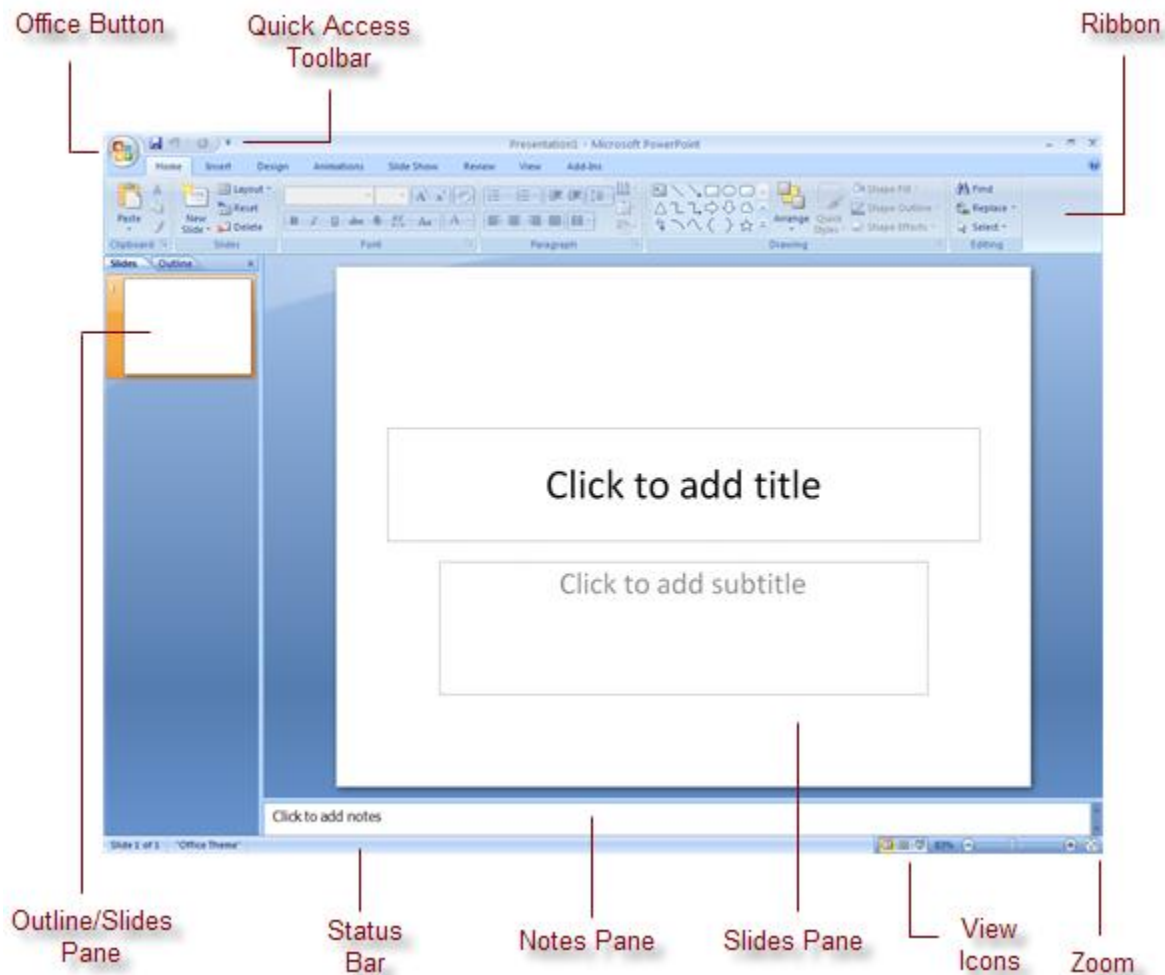 Office Button
Quick Access
Toolbar
Ribbon
Presentation1 - Microsoft PowerPoint
Home Insert Design Animations Slide Show Review View Add-Ins
Paste
New
Slide
Layout
Reset
Delete
Arrange
Quick
Styles
Shape Fill
Shape Outline
Shape Effects
Find
Replace
Select
Clipboard Slides Font Paragraph Drawing Editing
Slides Outline
1
Click to add title
Click to add subtitle
Click to add notes
Slide 1 of 1 "Office Theme"
Outline/Slides
Pane
Status
Bar
Notes Pane
Slides Pane
View
Icons
Zoom